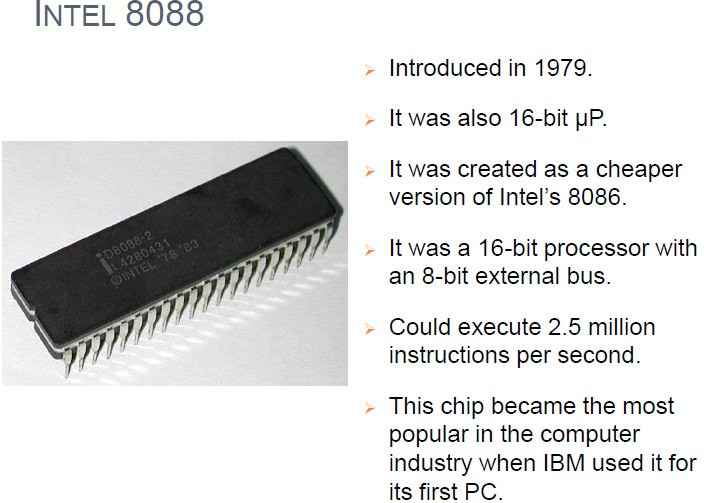 INTEL 8088
Introduced in 1979.
It was also 16-bit μP.
It was created as a cheaper
version of Intel's 8086.
It was a 16-bit processor with
an 8-bit external bus.
Could execute 2.5 million
instructions per second.
This chip became the most
popular in the computer
industry when IBM used it for
its first PC.
D8088-2
L4280431
©INTEL '78 '83